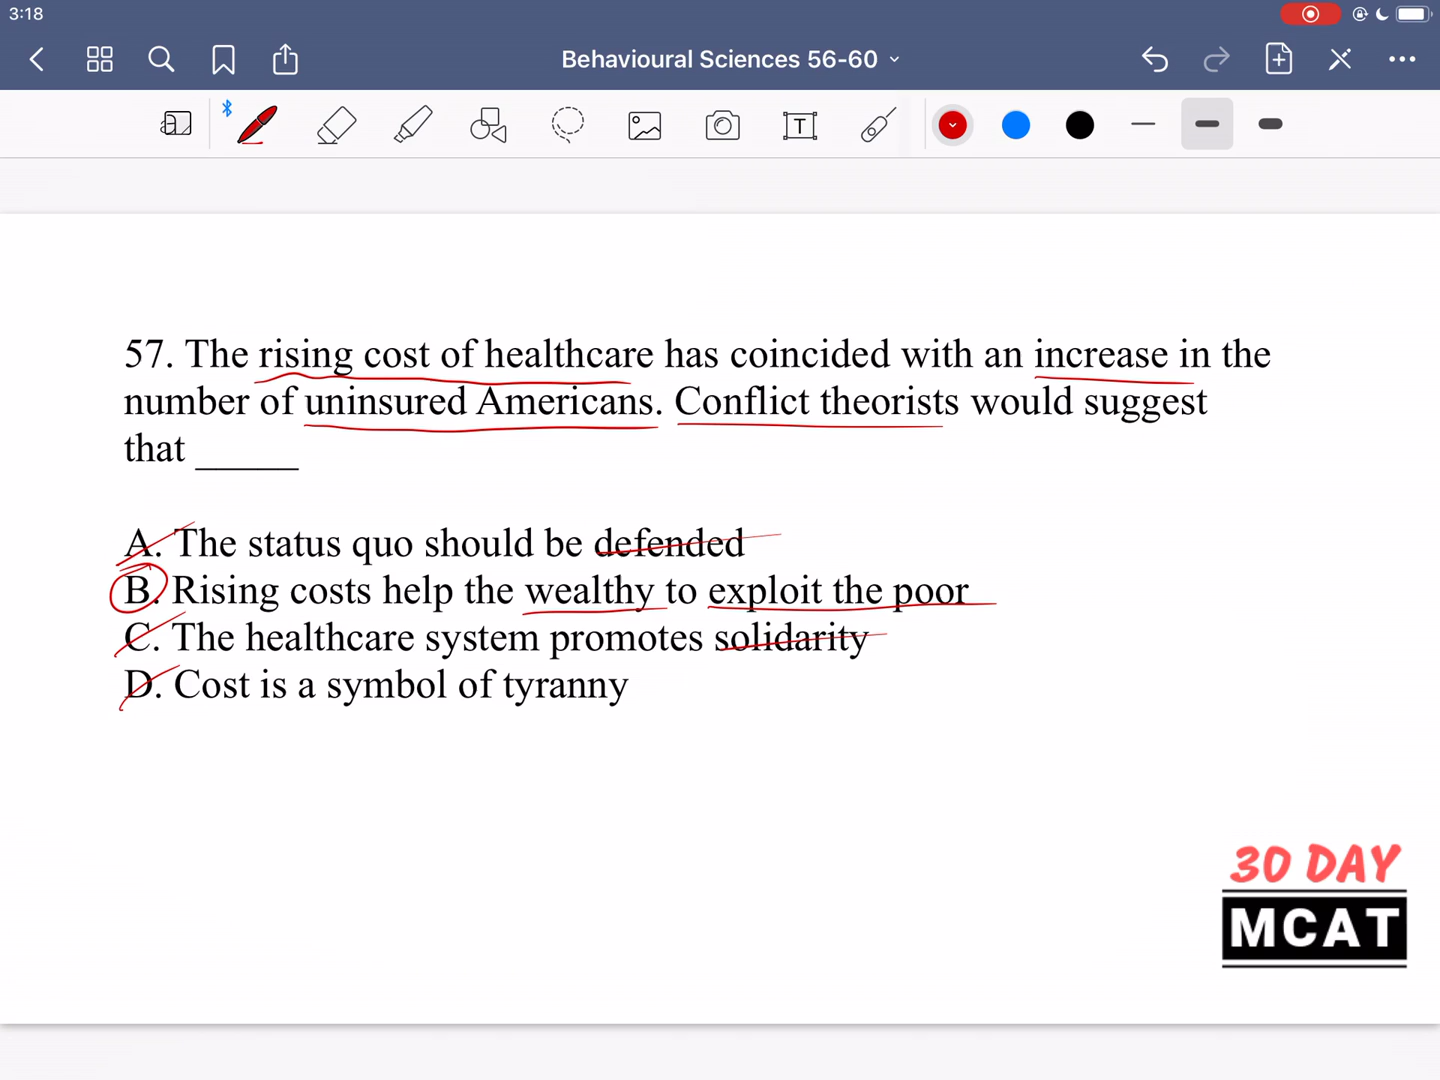 3:18
Behavioural Sciences 56-60
a
T
57. The rising cost of healthcare has coincided with an increase in the
number of uninsured Americans. Conflict theorists would suggest
that _____
A. The status quo should be defended
B. Rising costs help the wealthy to exploit the poor
C. The healthcare system promotes solidarity
D. Cost is a symbol of tyranny
30 DAY
MCAT